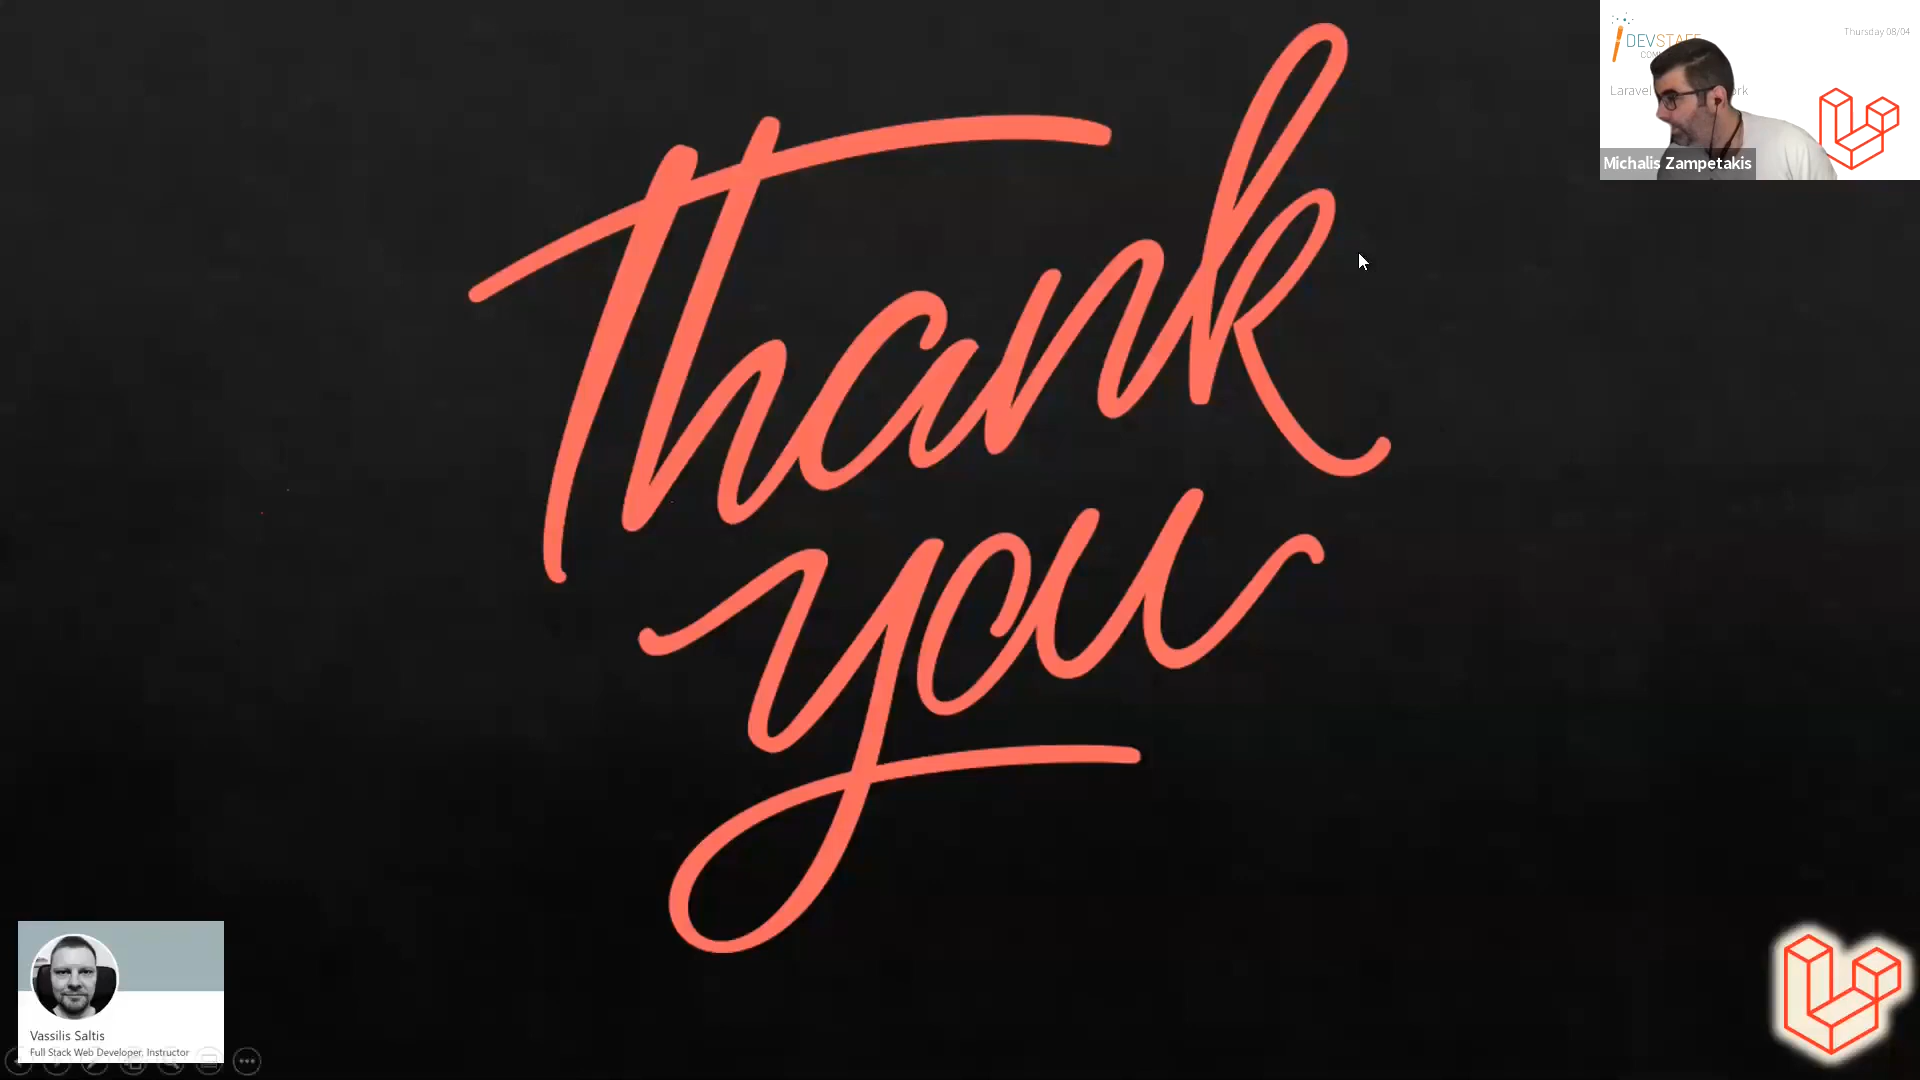 Thank
you
DEVSTAFF
Thursday 08/04
Laravel
Michalis Zampetakis
Vassilis Saltis
Full Stack Web Developer, Instructor